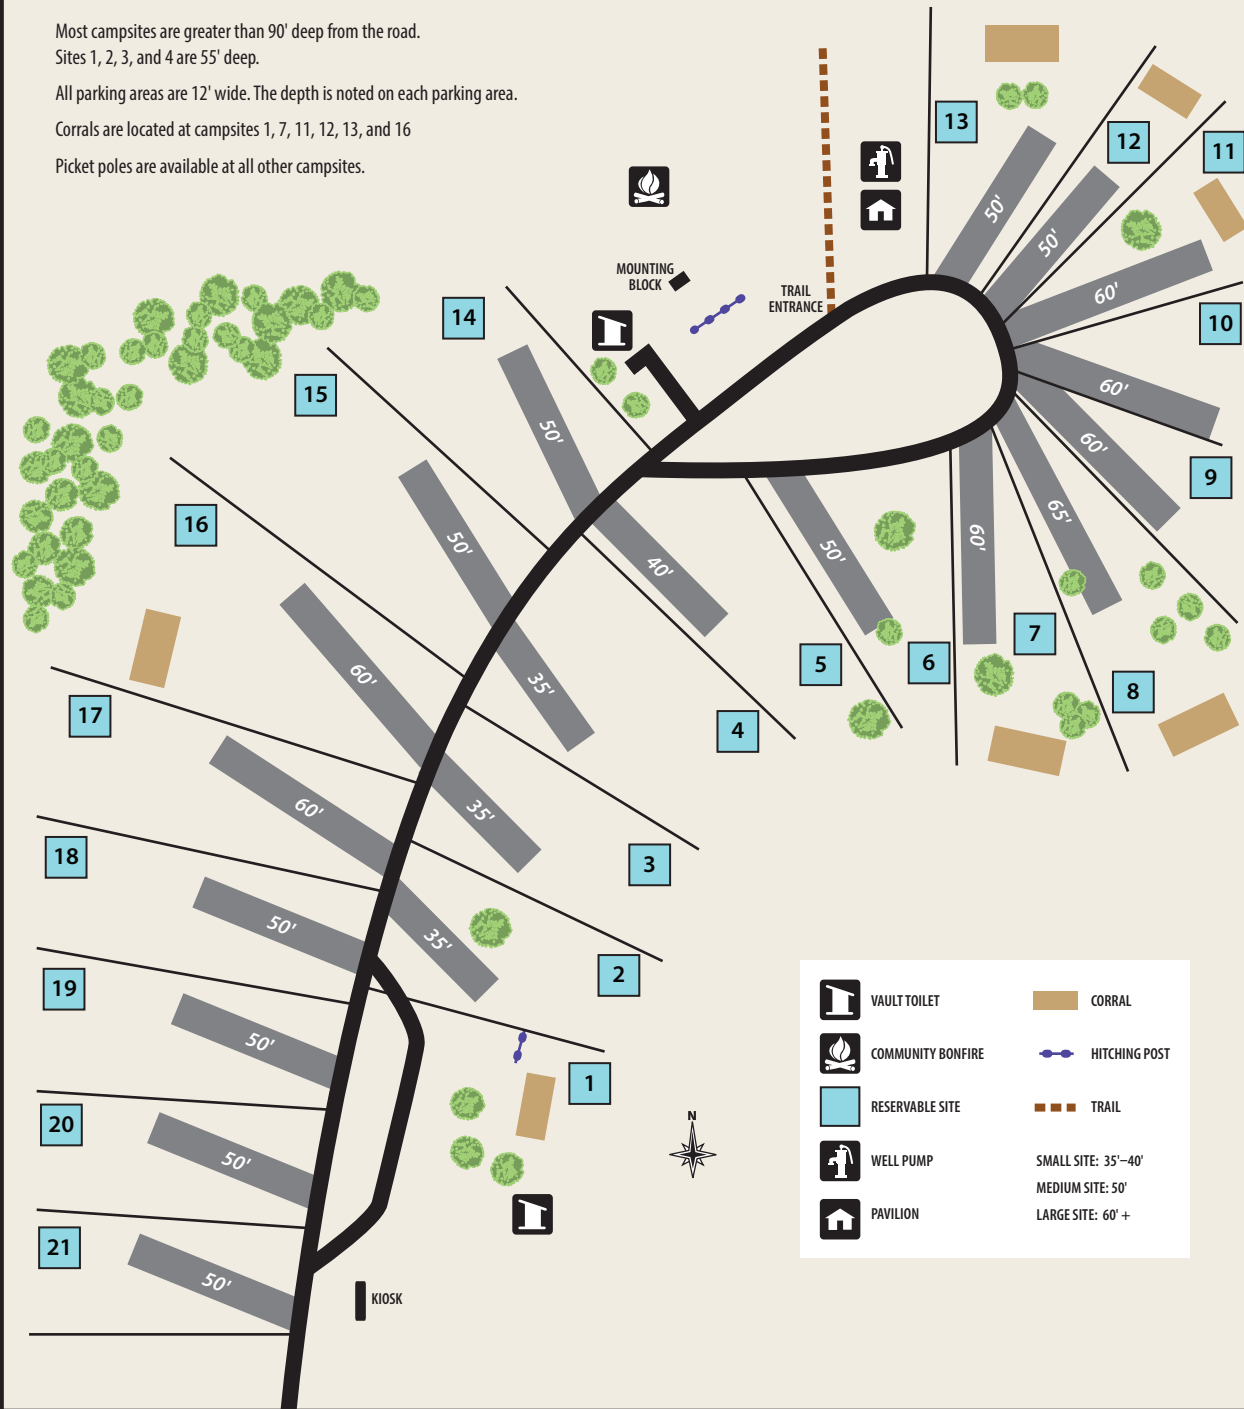 Most campsites are greater than 90' deep from the road.
Sites 1, 2, 3, and 4 are 55' deep.
All parking areas are 12' wide. The depth is noted on each parking area.
Corrals are located at campsites 1, 7, 11, 12, 13, and 16
Picket poles are available at all other campsites.
13
12
11
50'
50'
60'
10
60'
60'
9
65'
8
60'
7
6
50'
5
MOUNTING
BLOCK
TRAIL
ENTRANCE
14
50'
40'
4
15
50'
35'
3
16
60'
35'
2
17
60'
35'
1
18
50'
19
50'
20
50'
21
50'
KIOSK
N
VAULT TOILET
COMMUNITY BONFIRE
RESERVABLE SITE
WELL PUMP
PAVILION
CORRAL
HITCHING POST
TRAIL
SMALL SITE: 35'–40'
MEDIUM SITE: 50'
LARGE SITE: 60' +